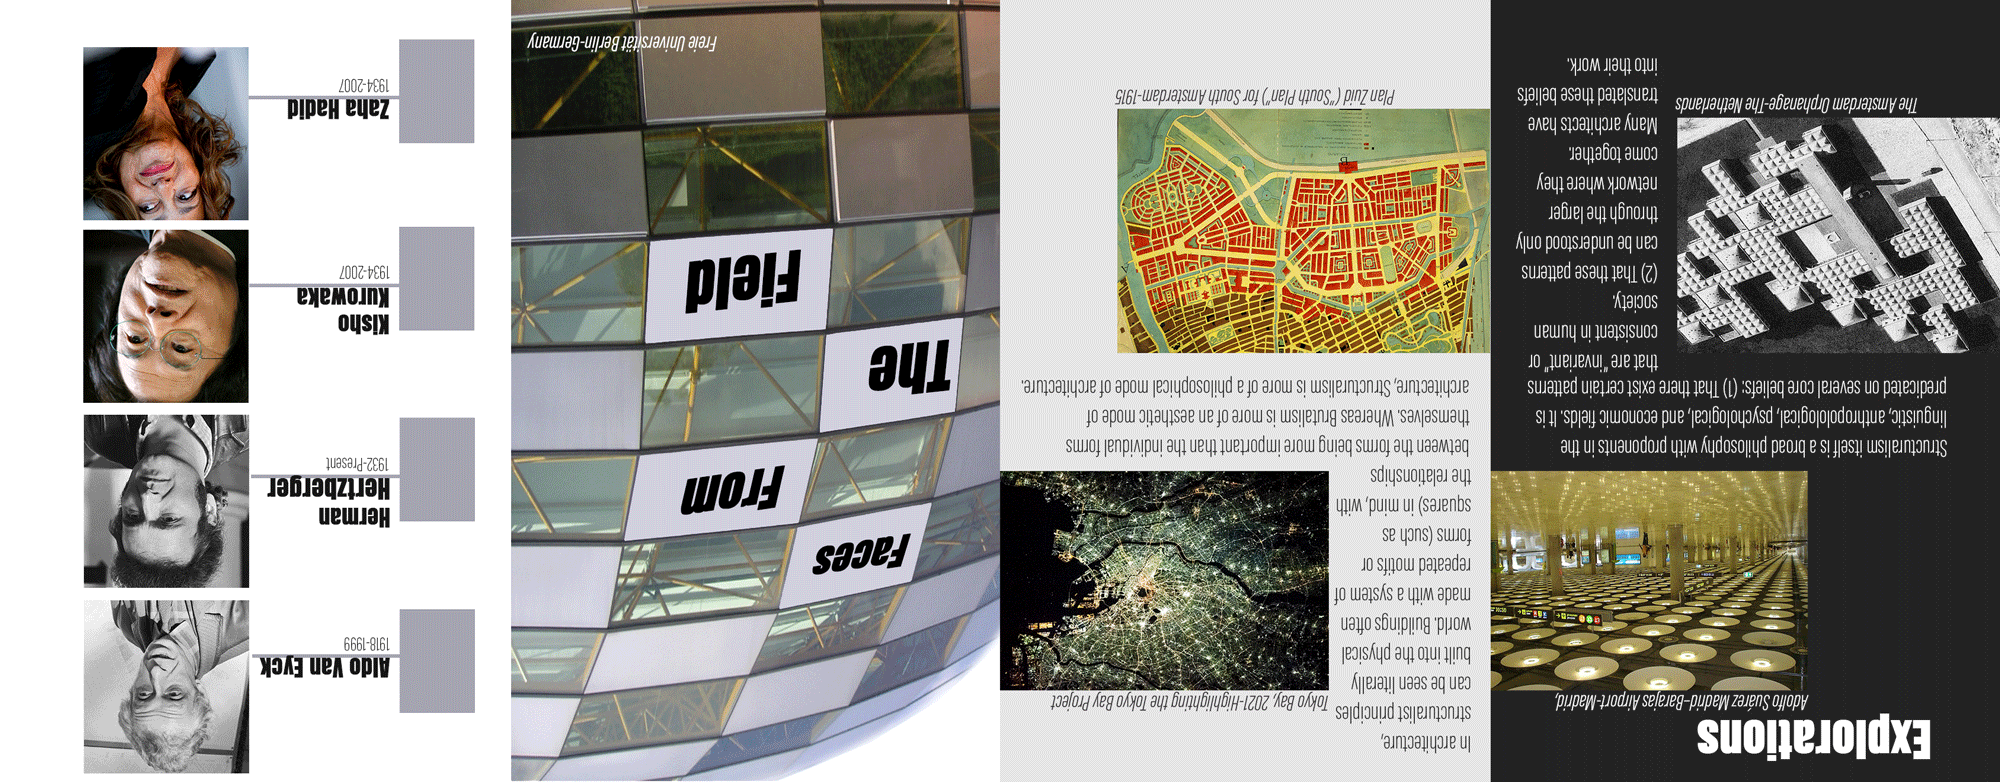 Explorations
Adolfo Suárez Madrid–Barajas Airport-Madrid,
Structuralism itself is a broad philosophy with proponents in the
linguistic, anthropolological, psychological, and economic fields. It is
predicated on several core beliefs: (1) That there exist certain patterns
that are "invariant" or
consistent in human
society.
(2) That these patterns
can be understood only
through the larger
network where they
come together.
Many architects have
translated these beliefs
into their work.
The Amsterdam Orphanage-The Netherlands
In architecture,
structuralist principles
can be seen literally
built into the physical
world. Buildings often
made with a system of
repeated motifs or
forms (such as
squares) in mind, with
the relationships
between the forms being more important than the individual forms
themselves. Whereas Brutalism is more of an aesthetic mode of
architecture, Structuralism is more of a philosophical mode of architecture.
Tokyo Bay, 2021-Highlighting the Tokyo Bay Project
Plan Zuid ("South Plan") for South Amsterdam-1915
Faces
From
The
Field
Freie Universität Berlin-Germany
Aldo Van Eyck
1918-1999
Herman
Hertzberger
1932-Present
Kisho
Kurowaka
1934-2007
Zaha Hadid
1934-2007